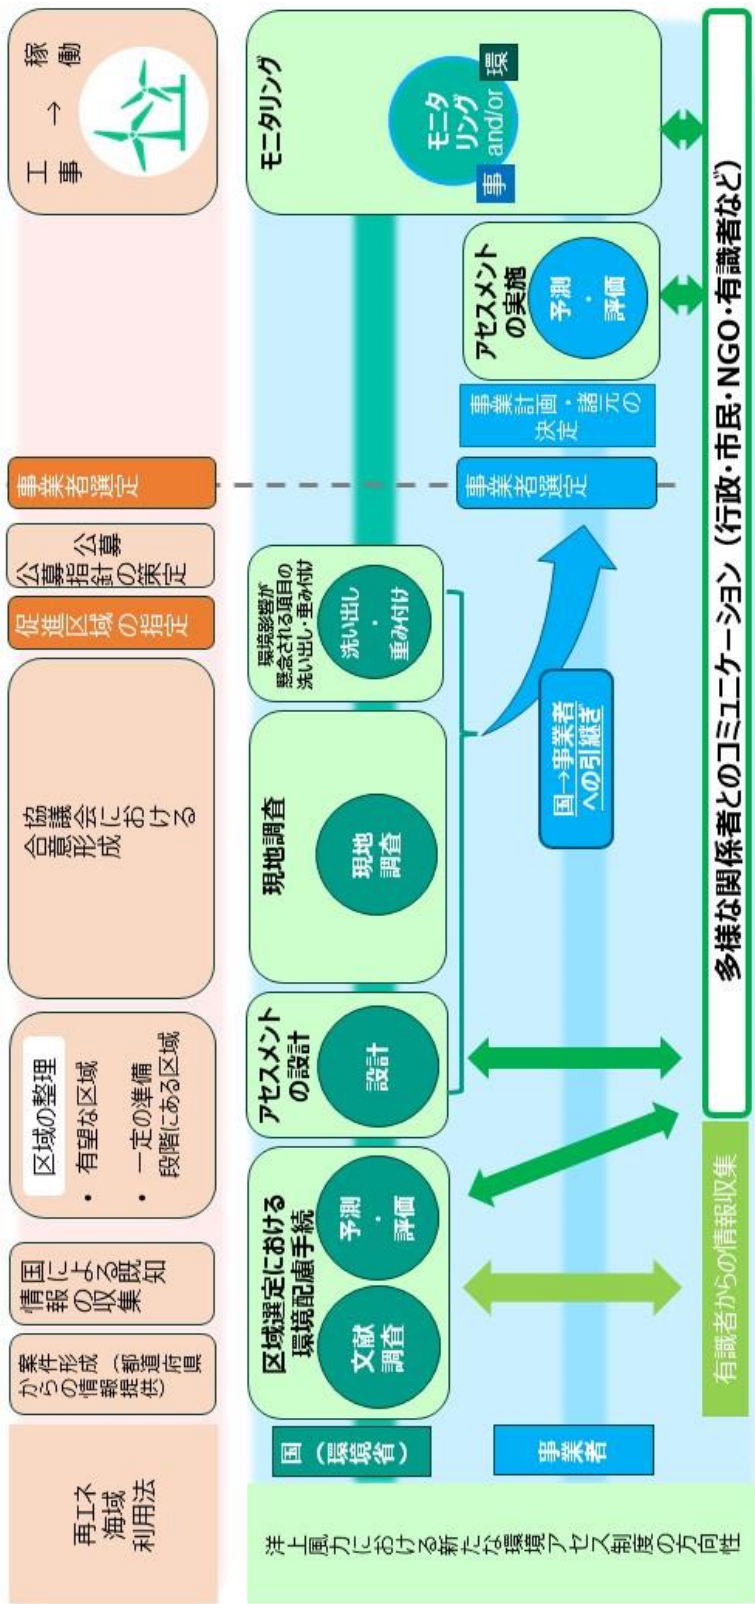 再エネ
海域
利用法
案件形成（都道府県
からの情報提供）
国による既知
情報の収集
区域の整理
• 有望な区域
• 一定の準備
段階にある区域
協議会における
合意形成
促進区域の指定
公募
公募指針の策定
事業者選定
工事 → 稼働
洋上風力における新たな環境アセス制度の方向性
国（環境省）
事業者
区域選定における
環境配慮手続
文献
調査
予測
・
評価
アセスメント
の設計
設計
現地調査
現地
調査
環境影響が
懸念される項目の
洗い出し・重み付け
洗い出し
・
重み付け
国→事業者
への引継ぎ
事業者選定
事業計画・諸元の
決定
アセスメント
の実施
予測
・
評価
モニタリング
モニタ
リング
事 and/or 環
有識者からの情報収集
多様な関係者とのコミュニケーション（行政・市民・NGO・有識者など）